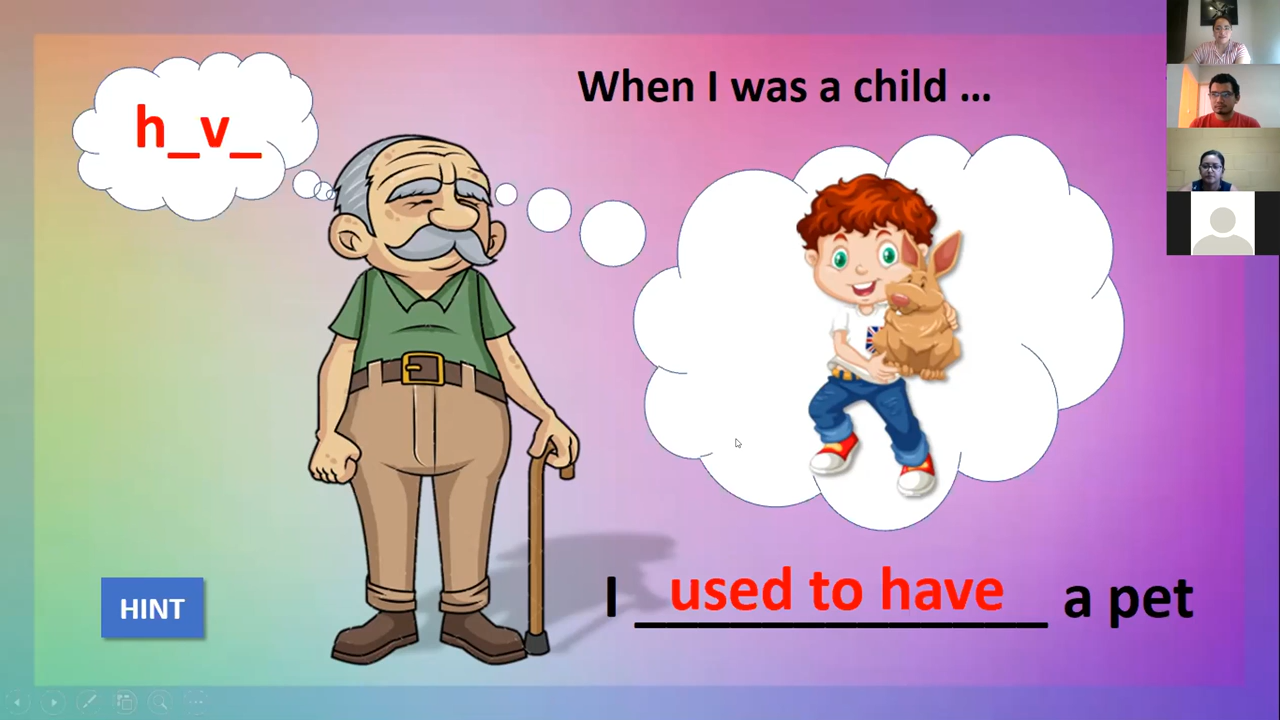 When I was a child ...
h_v_
I used to have a pet
HINT